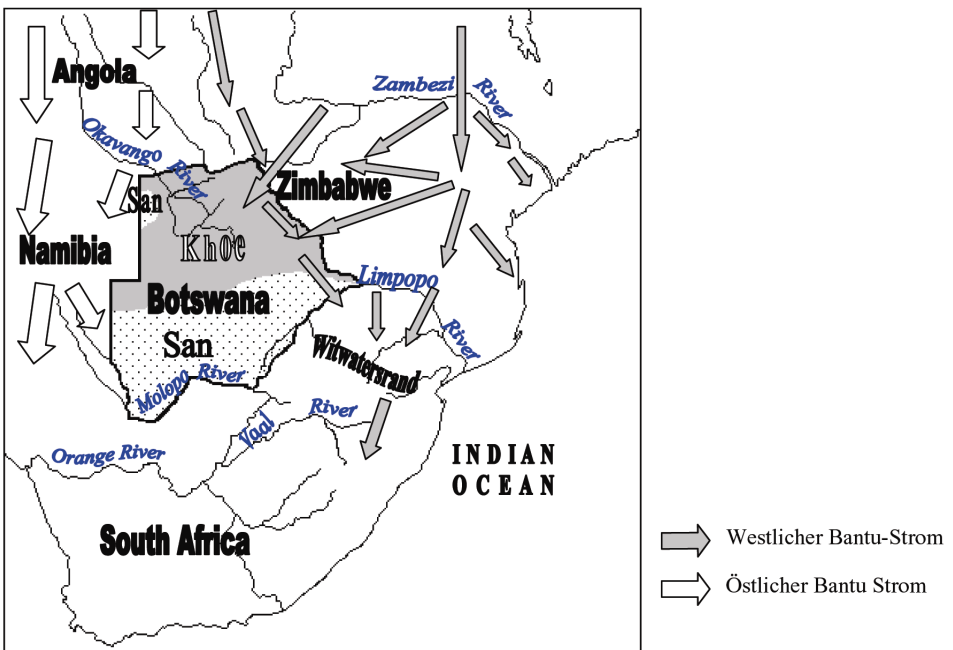 Angola
Zambezi River
Okavango River
San
Zimbabwe
Namibia
Khoe
Limpopo River
Botswana
San
Witwatersrand
Molopo River
Vaal River
Orange River
INDIAN
OCEAN
South Africa
Westlicher Bantu-Strom
Östlicher Bantu Strom